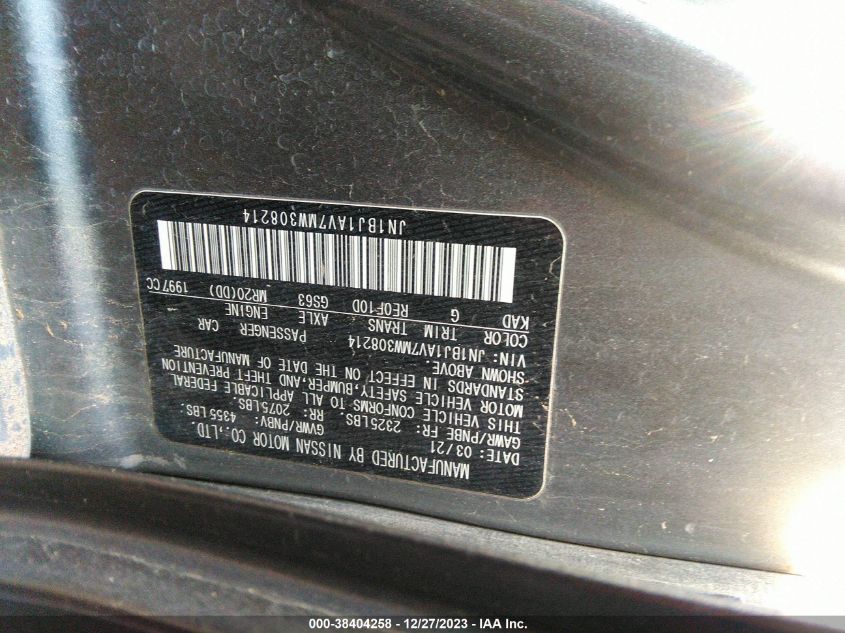 MANUFACTURED BY NISSAN MOTOR CO.,LTD.
DATE: 03/21 GVWR/PNBV: 4355 LBS.
GAWR/PNBE FR: 2325LBS. RR: 2075LBS.
THIS VEHICLE CONFORMS TO ALL APPLICABLE FEDERAL
MOTOR VEHICLE SAFETY,BUMPER,AND THEFT PREVENTION
STANDARDS IN EFFECT ON THE DATE OF MANUFACTURE
SHOWN ABOVE.
VIN: JN1BJ1AV7MW308214 PASSENGER CAR
COLOR TRIM TRANS AXLE ENGINE
KAD G RE0F10D GS63 MR20(DD) 1997CC
JN1BJ1AV7MW308214
000-38404258 - 12/27/2023 - IAA Inc.